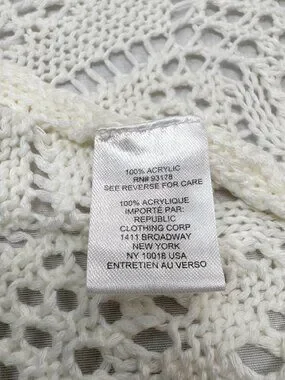 100% ACRYLIC
RN# 93178
SEE REVERSE FOR CARE
100% ACRYLIQUE
IMPORTÉ PAR:
REPUBLIC
CLOTHING CORP
1411 BROADWAY
NEW YORK
NY 10018 USA
ENTRETIEN AU VERSO